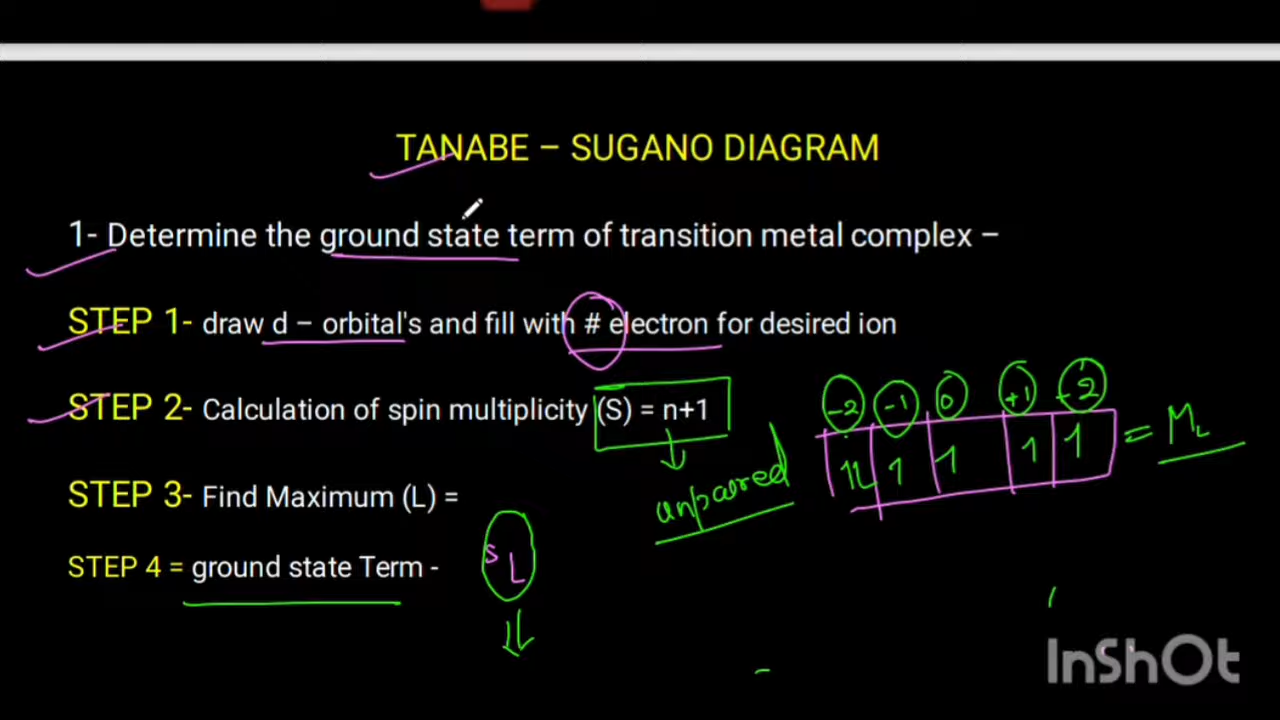 TANABE – SUGANO DIAGRAM
1- Determine the ground state term of transition metal complex –
STEP 1- draw d – orbital's and fill with # electron for desired ion
-2 -1 0 +1 +2
STEP 2- Calculation of spin multiplicity (S) = n+1
1L 1 1 1 1 = ML
unpaired
STEP 3- Find Maximum (L) =
STEP 4 = ground state Term - S L
InShOt